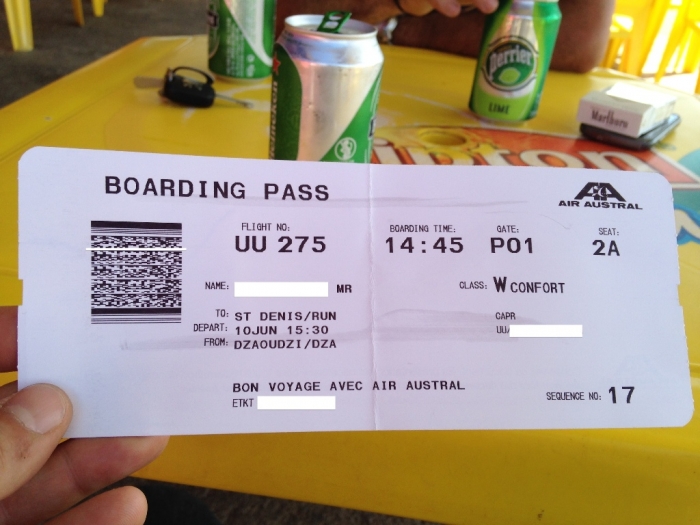 Perrier
LIME
Marlboro
Lipton
BOARDING PASS
AIR AUSTRAL
FLIGHT NO: BOARDING TIME: GATE: SEAT:
UU 275 14:45 P01 2A
NAME: MR CLASS: W CONFORT
TO: ST DENIS/RUN CAPR
DEPART: 10JUN 15:30 UU/
FROM: DZAOUDZI/DZA
BON VOYAGE AVEC AIR AUSTRAL
ETKT SEQUENCE NO: 17